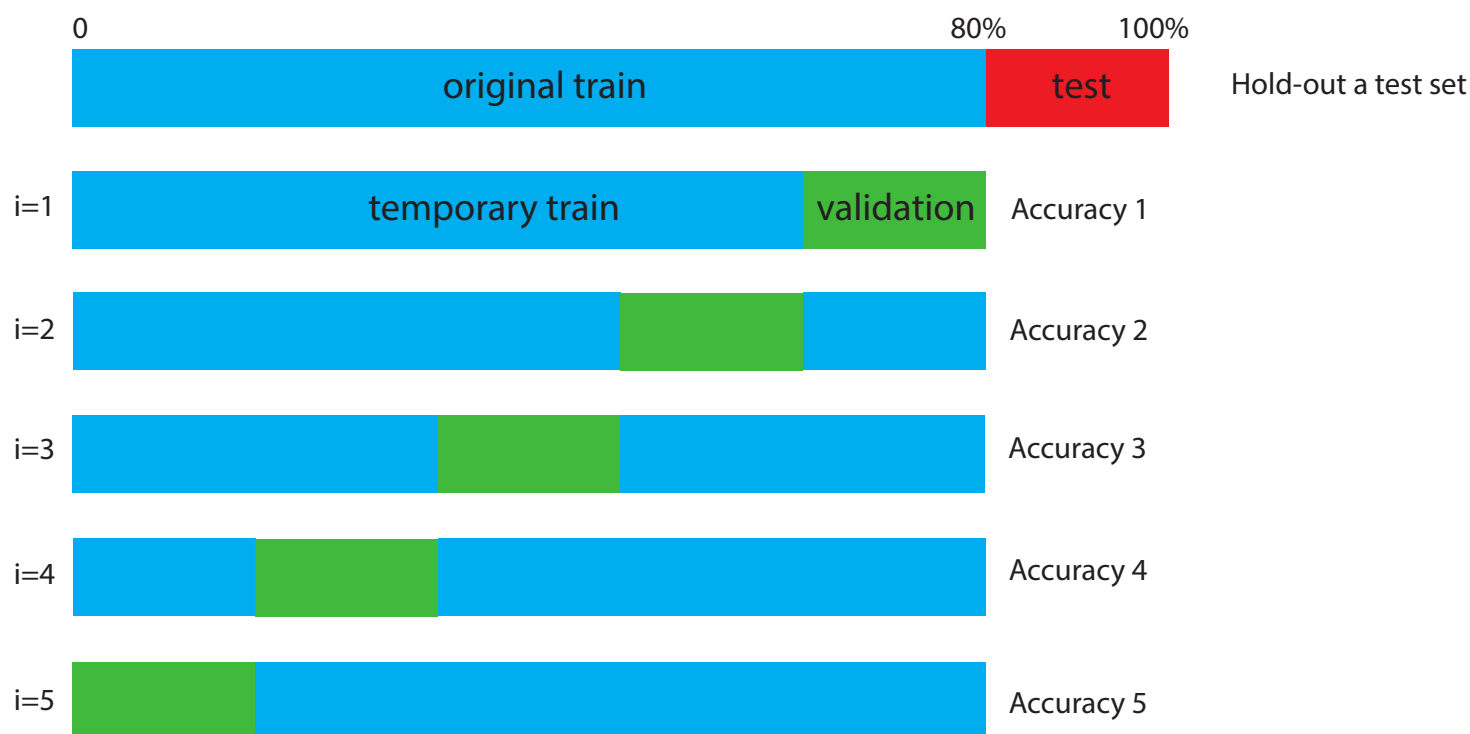 0 80% 100%
original train test Hold-out a test set
i=1 temporary train validation Accuracy 1
i=2 Accuracy 2
i=3 Accuracy 3
i=4 Accuracy 4
i=5 Accuracy 5